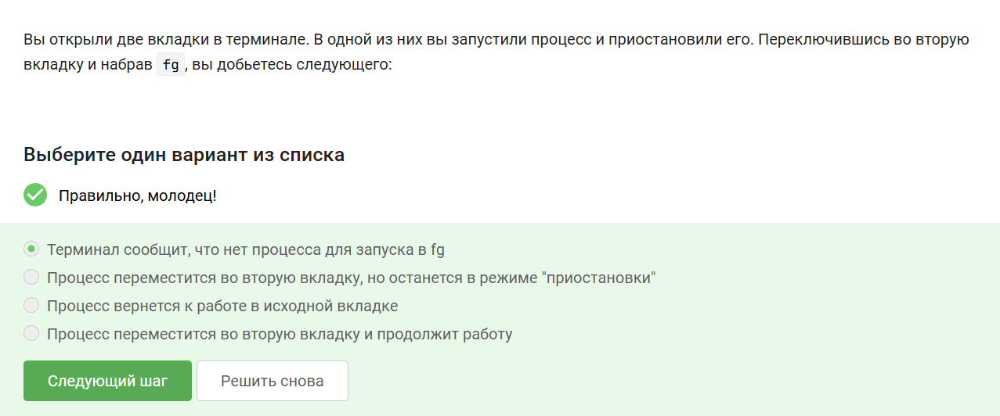 Вы открыли две вкладки в терминале. В одной из них вы запустили процесс и приостановили его. Переключившись во вторую
вкладку и набрав fg, вы добьетесь следующего:
Выберите один вариант из списка
Правильно, молодец!
Терминал сообщит, что нет процесса для запуска в fg
Процесс переместится во вторую вкладку, но останется в режиме "приостановки"
Процесс вернется к работе в исходной вкладке
Процесс переместится во вторую вкладку и продолжит работу
Следующий шаг
Решить снова